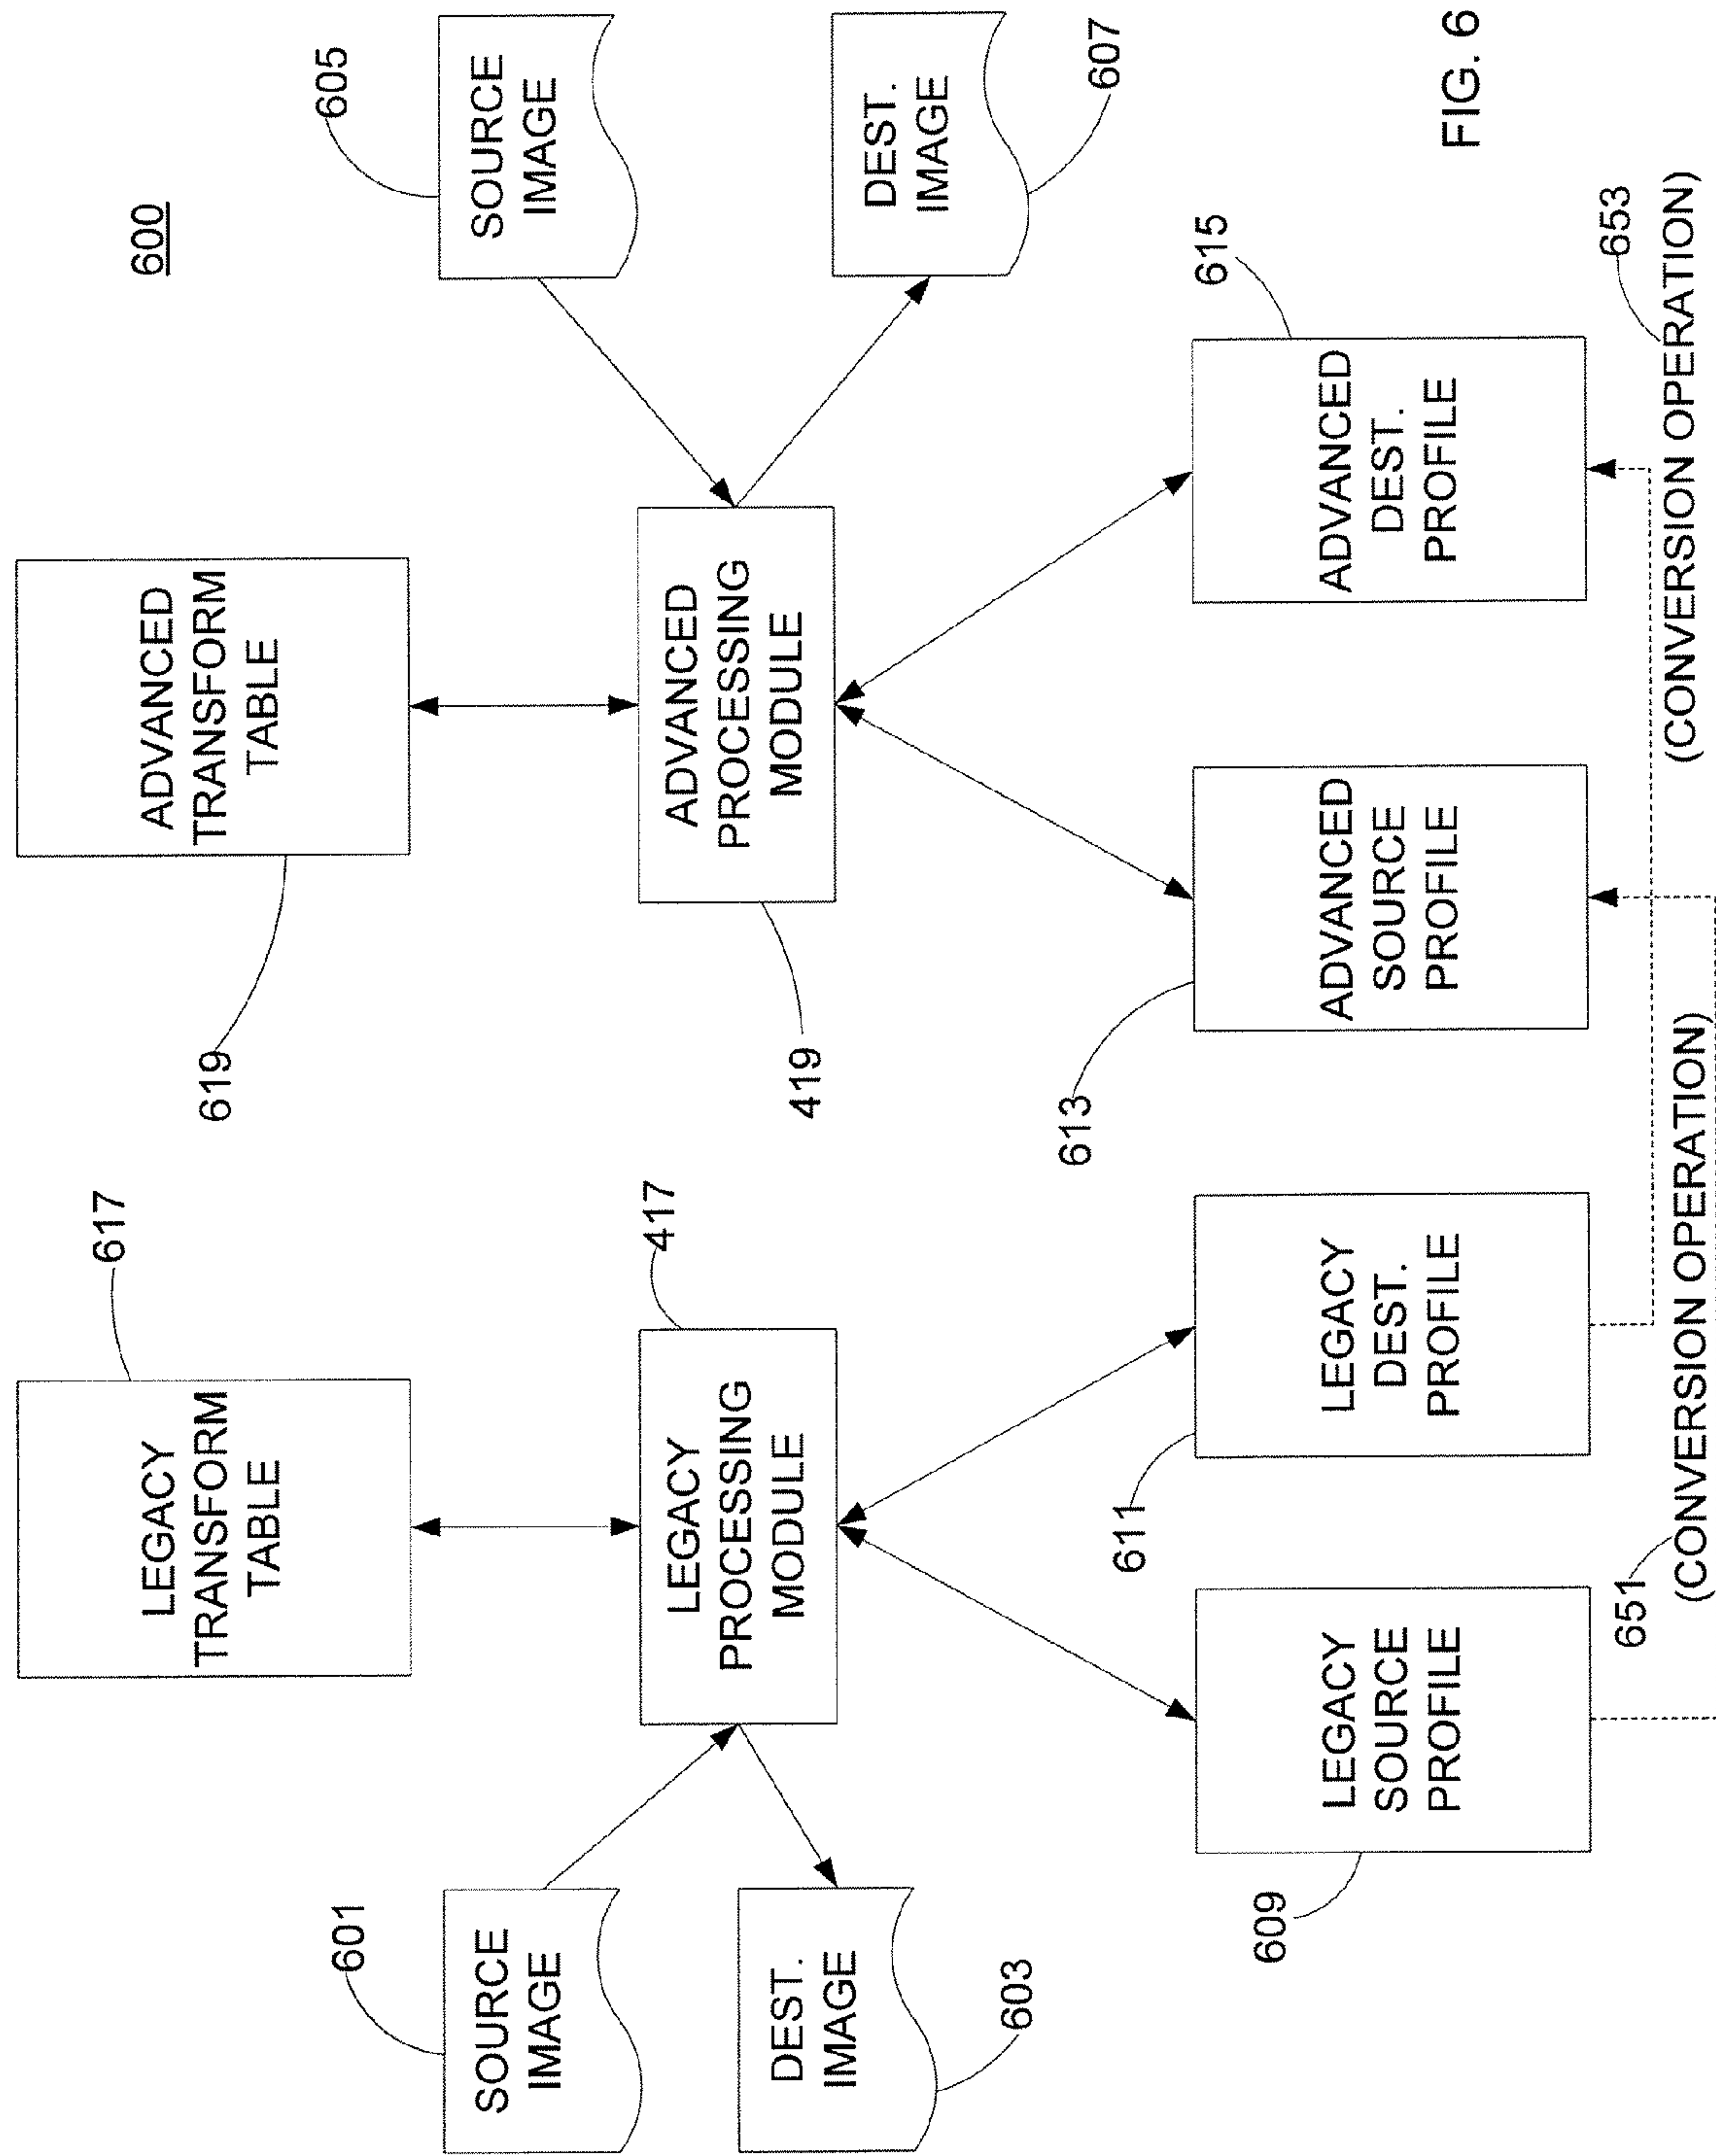 600
617
LEGACY
TRANSFORM
TABLE
619
ADVANCED
TRANSFORM
TABLE
601
SOURCE
IMAGE
605
SOURCE
IMAGE
417
LEGACY
PROCESSING
MODULE
419
ADVANCED
PROCESSING
MODULE
603
DEST.
IMAGE
607
DEST.
IMAGE
609
LEGACY
SOURCE
PROFILE
611
LEGACY
DEST.
PROFILE
613
ADVANCED
SOURCE
PROFILE
615
ADVANCED
DEST.
PROFILE
651
(CONVERSION OPERATION)
653
(CONVERSION OPERATION)
FIG. 6